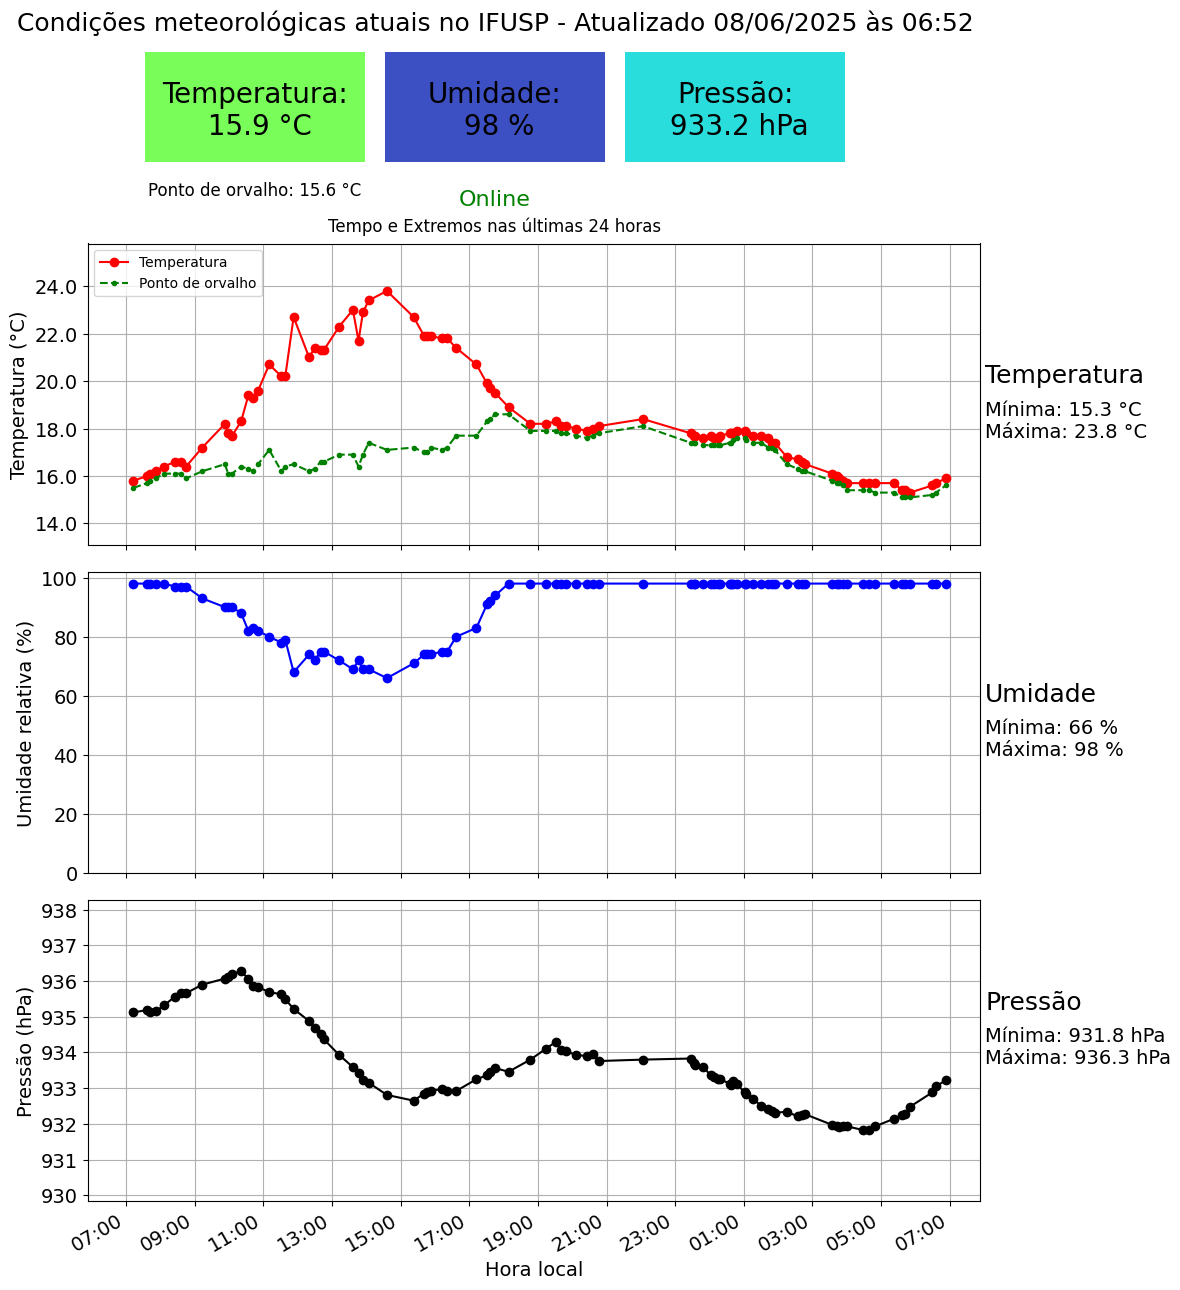 Condições meteorológicas atuais no IFUSP - Atualizado 08/06/2025 às 06:52
Temperatura:
15.9 °C
Umidade:
98 %
Pressão:
933.2 hPa
Ponto de orvalho: 15.6 °C
Online
Tempo e Extremos nas últimas 24 horas
Temperatura
Ponto de orvalho
Temperatura (°C)
24.0
22.0
20.0
18.0
16.0
14.0
Temperatura
Mínima: 15.3 °C
Máxima: 23.8 °C
Umidade relativa (%)
100
80
60
40
20
0
Umidade
Mínima: 66 %
Máxima: 98 %
Pressão (hPa)
938
937
936
935
934
933
932
931
930
Pressão
Mínima: 931.8 hPa
Máxima: 936.3 hPa
07:00 09:00 11:00 13:00 15:00 17:00 19:00 21:00 23:00 01:00 03:00 05:00 07:00
Hora local